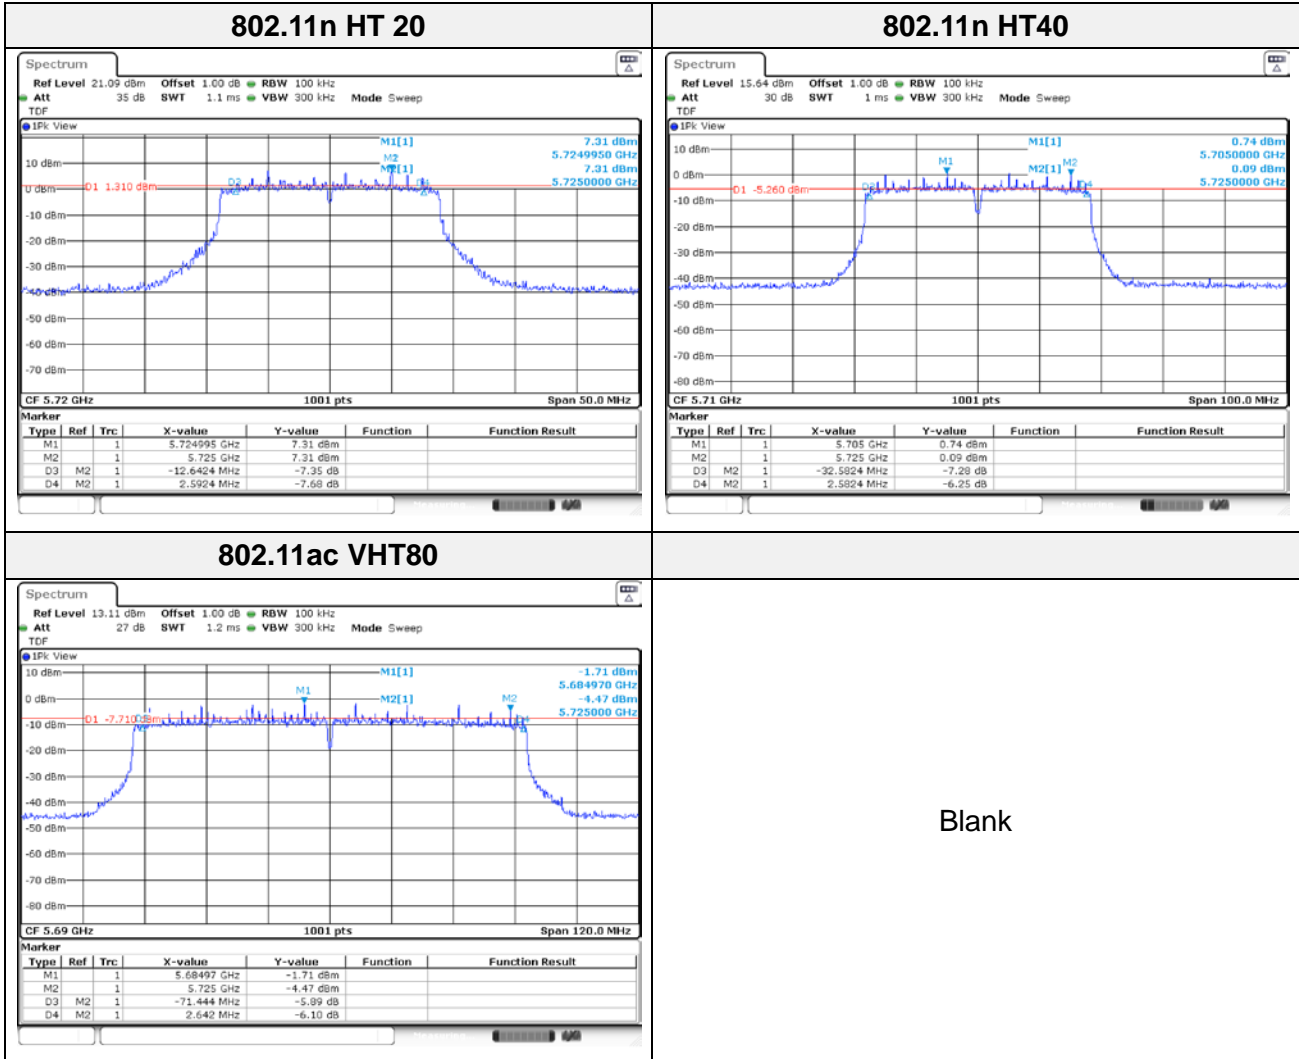 802.11n HT 20
Spectrum
Ref Level 21.09 dBm Offset 1.00 dB RBW 100 kHz
Att 35 dB SWT 1.1 ms VBW 300 kHz Mode Sweep
TDF
1Pk View
M1[1] 7.31 dBm
5.7249950 GHz
M2
M2[1] 7.31 dBm
5.7250000 GHz
10 dBm
0 dBm
D1 1.310 dBm
-10 dBm
-20 dBm
-30 dBm
-40 dBm
-50 dBm
-60 dBm
-70 dBm
CF 5.72 GHz 1001 pts Span 50.0 MHz
Marker
Type Ref Trc X-value Y-value Function Function Result
M1 1 5.724995 GHz 7.31 dBm
M2 1 5.725 GHz 7.31 dBm
D3 M2 1 -12.6424 MHz -7.35 dB
D4 M2 1 2.5924 MHz -7.68 dB
802.11n HT40
Spectrum
Ref Level 15.64 dBm Offset 1.00 dB RBW 100 kHz
Att 30 dB SWT 1 ms VBW 300 kHz Mode Sweep
TDF
1Pk View
M1[1] 0.74 dBm
5.7050000 GHz
M1 M2
M2[1] 0.09 dBm
5.7250000 GHz
10 dBm
0 dBm
D1 -5.260 dBm
D4
-10 dBm
-20 dBm
-30 dBm
-40 dBm
-50 dBm
-60 dBm
-70 dBm
-80 dBm
CF 5.71 GHz 1001 pts Span 100.0 MHz
Marker
Type Ref Trc X-value Y-value Function Function Result
M1 1 5.705 GHz 0.74 dBm
M2 1 5.725 GHz 0.09 dBm
D3 M2 1 -32.5824 MHz -7.28 dB
D4 M2 1 2.5824 MHz -6.25 dB
802.11ac VHT80
Spectrum
Ref Level 13.11 dBm Offset 1.00 dB RBW 100 kHz
Att 27 dB SWT 1.2 ms VBW 300 kHz Mode Sweep
TDF
1Pk View
M1[1] -1.71 dBm
5.684970 GHz
M1 M2
M2[1] -4.47 dBm
5.725000 GHz
10 dBm
0 dBm
D1 -7.710 dBm
D4
-10 dBm
-20 dBm
-30 dBm
-40 dBm
-50 dBm
-60 dBm
-70 dBm
-80 dBm
CF 5.69 GHz 1001 pts Span 120.0 MHz
Marker
Type Ref Trc X-value Y-value Function Function Result
M1 1 5.68497 GHz -1.71 dBm
M2 1 5.725 GHz -4.47 dBm
D3 M2 1 -71.444 MHz -5.89 dB
D4 M2 1 2.642 MHz -6.10 dB
Blank